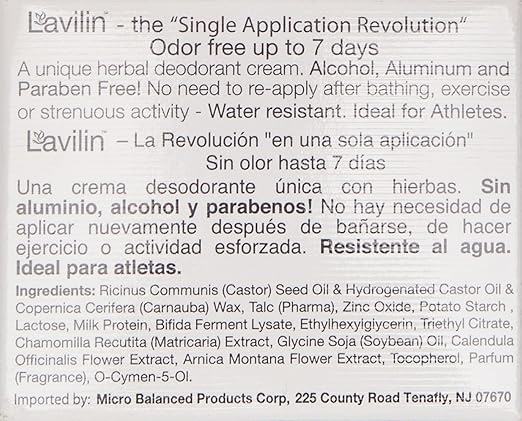 Lavilin™ - the "Single Application Revolution"
Odor free up to 7 days
A unique herbal deodorant cream. Alcohol, Aluminum and
Paraben Free! No need to re-apply after bathing, exercise
or strenuous activity - Water resistant. Ideal for Athletes.
Lavilin™ – La Revolución "en una sola aplicación"
Sin olor hasta 7 días
Una crema desodorante única con hierbas. Sin
aluminio, alcohol y parabenos! No hay necesidad de
aplicar nuevamente después de bañarse, de hacer
ejercicio o actividad esforzada. Resistente al agua.
Ideal para atletas.
Ingredients: Ricinus Communis (Castor) Seed Oil & Hydrogenated Castor Oil &
Copernica Cerifera (Carnauba) Wax, Talc (Pharma), Zinc Oxide, Potato Starch ,
Lactose, Milk Protein, Bifida Ferment Lysate, Ethylhexylgiycerin, Triethyl Citrate,
Chamomilla Recutita (Matricaria) Extract, Glycine Soja (Soybean) Oil, Calendula
Officinalis Flower Extract, Arnica Montana Flower Extract, Tocopherol, Parfum
(Fragrance), O-Cymen-5-Ol.
Imported by: Micro Balanced Products Corp, 225 County Road Tenafly, NJ 07670